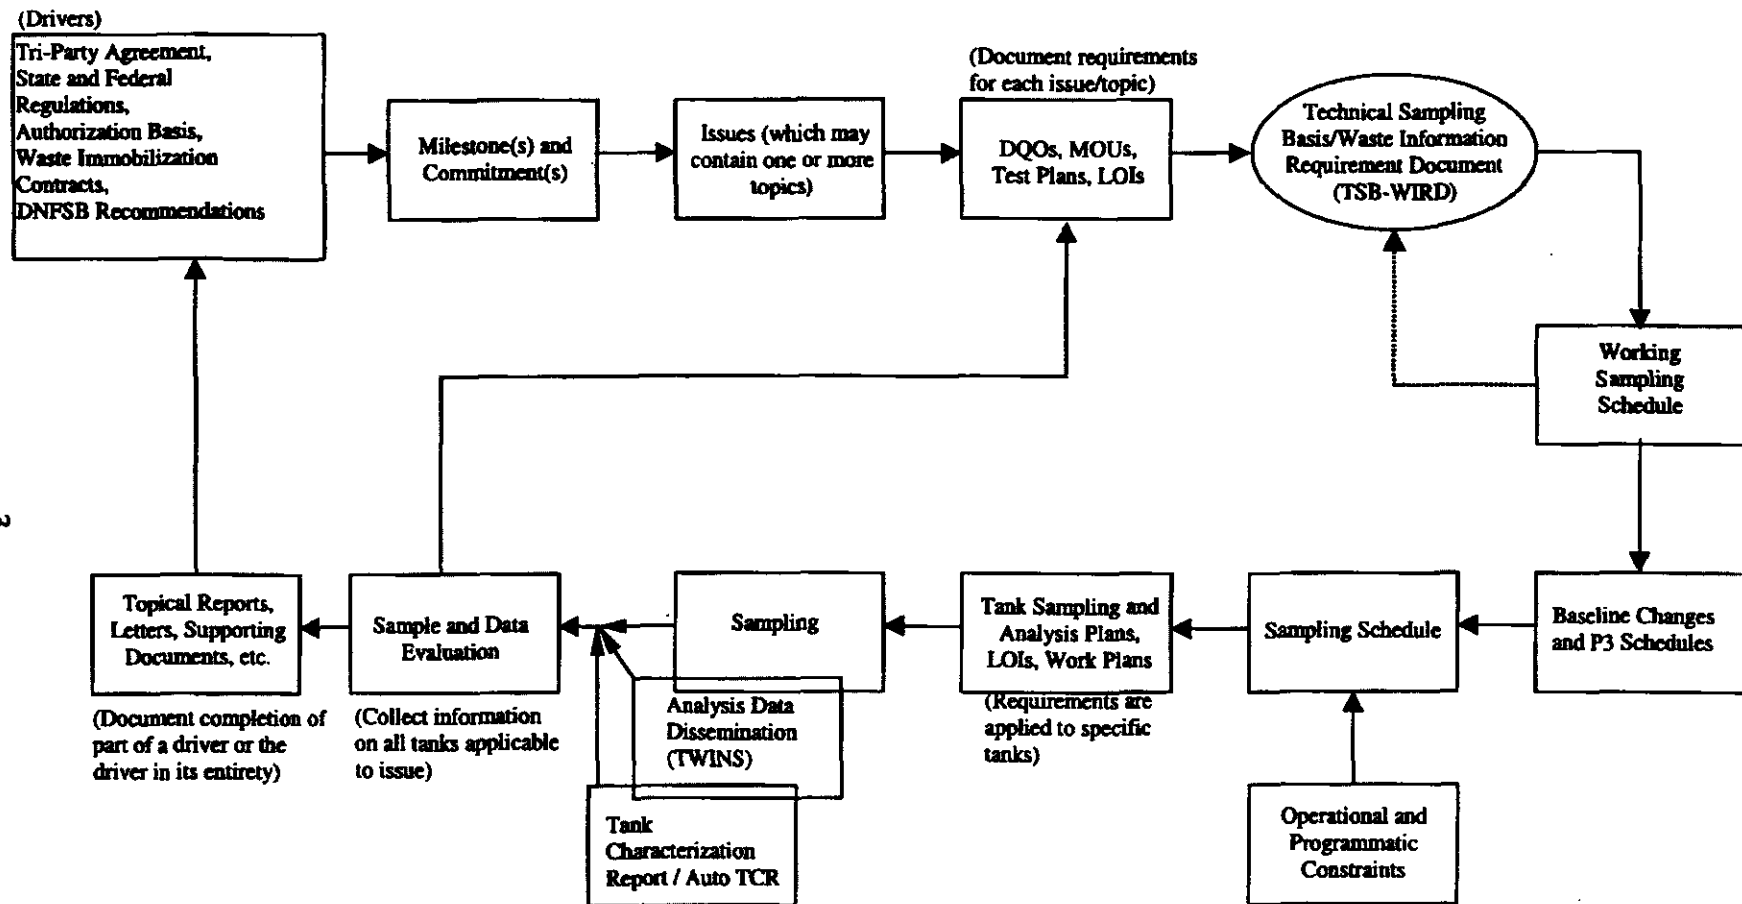 (Drivers)
Tri-Party Agreement,
State and Federal
Regulations,
Authorization Basis,
Waste Immobilization
Contracts,
DNFSB Recommendations
Milestone(s) and
Commitment(s)
Issues (which may
contain one or more
topics)
(Document requirements
for each issue/topic)
DQOs, MOUs,
Test Plans, LOIs
Technical Sampling
Basis/Waste Information
Requirement Document
(TSB-WIRD)
Working
Sampling
Schedule
3
Topical Reports,
Letters, Supporting
Documents, etc.
(Document completion of
part of a driver or the
driver in its entirety)
Sample and Data
Evaluation
(Collect information
on all tanks applicable
to issue)
Sampling
Analysis Data
Dissemination
(TWINS)
Tank
Characterization
Report / Auto TCR
Tank Sampling and
Analysis Plans,
LOIs, Work Plans
(Requirements are
applied to specific
tanks)
Sampling Schedule
Operational and
Programmatic
Constraints
Baseline Changes
and P3 Schedules